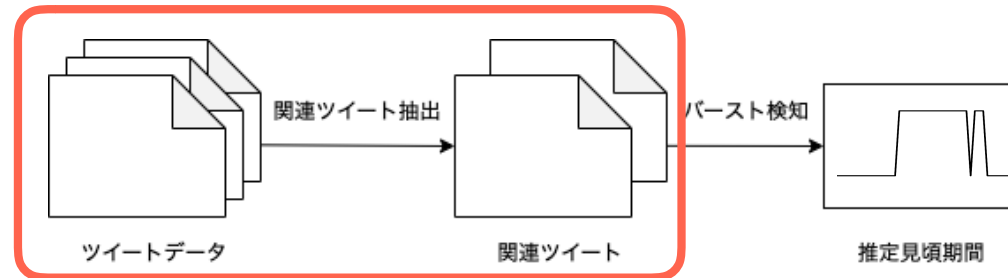 関連ツイート抽出
バースト検知
ツイートデータ
関連ツイート
推定見頃期間